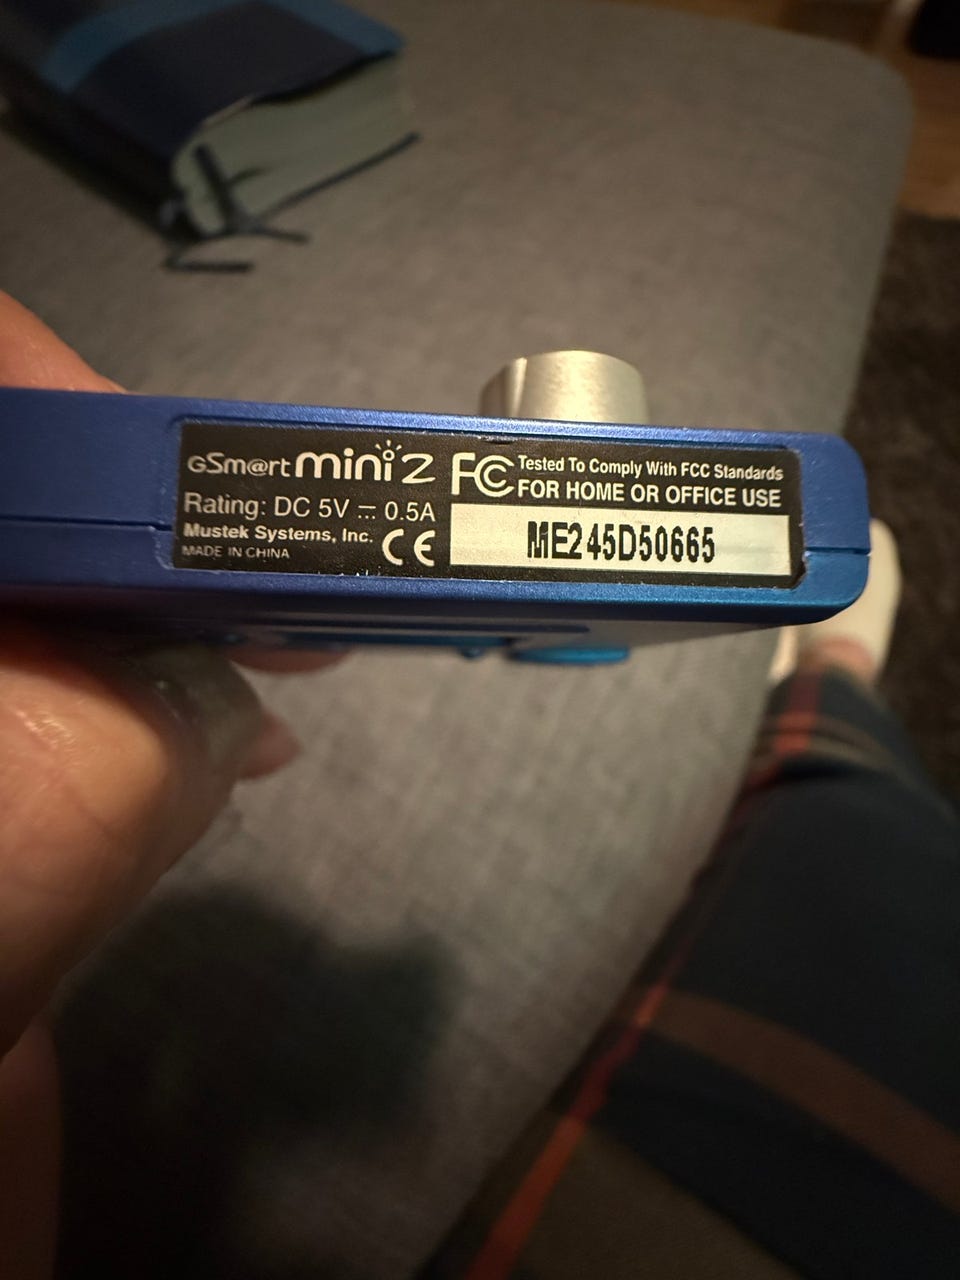 GSm@rt mini 2
Rating: DC 5V ⎓ 0.5A
Mustek Systems, Inc.
MADE IN CHINA
CE
FC Tested To Comply With FCC Standards
FOR HOME OR OFFICE USE
ME245D50665